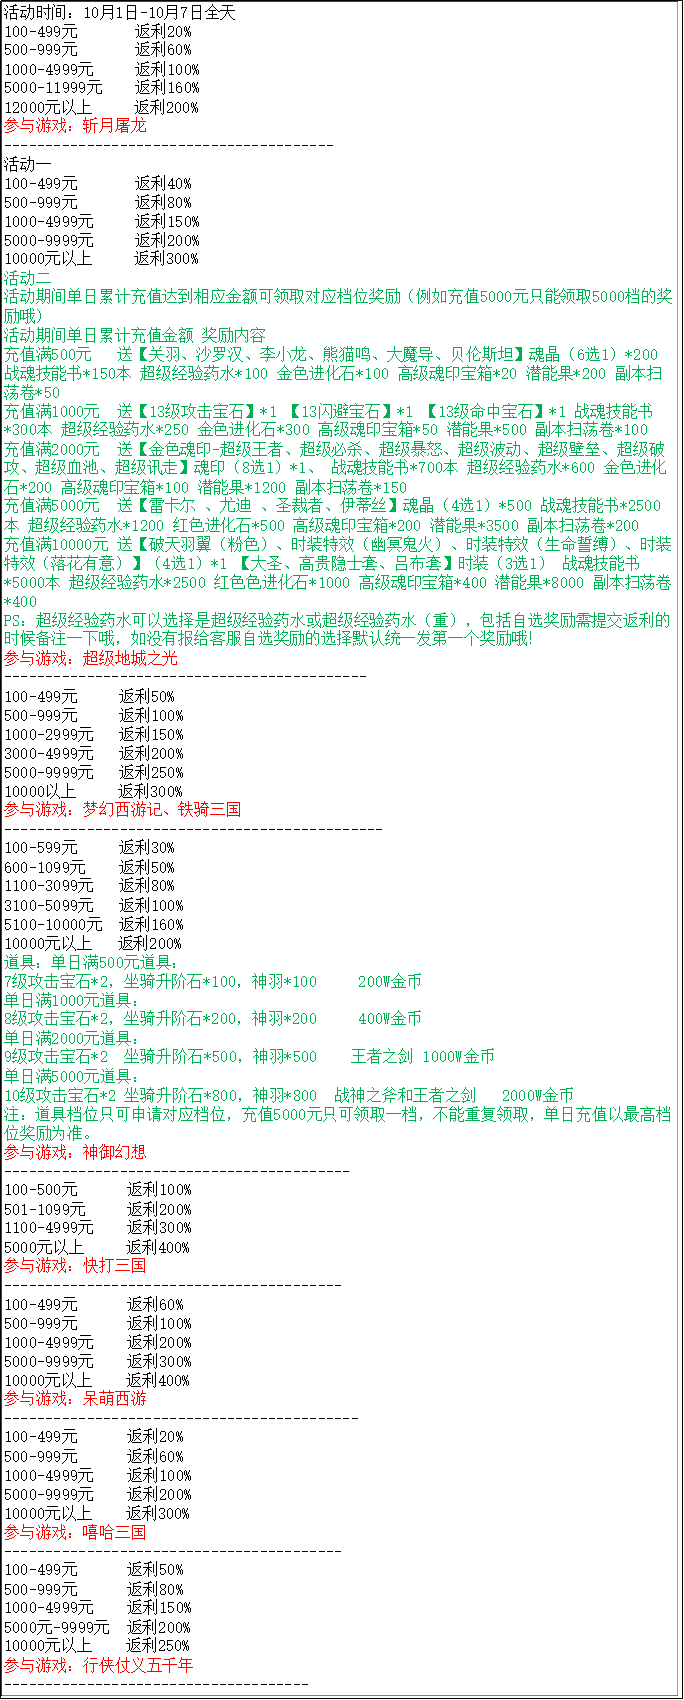 活动时间：10月1日-10月7日全天
100-499元 返利20%
500-999元 返利60%
1000-4999元 返利100%
5000-11999元 返利160%
12000元以上 返利200%
参与游戏：斩月屠龙
----------------------------------------
活动一
100-499元 返利40%
500-999元 返利80%
1000-4999元 返利150%
5000-9999元 返利200%
10000元以上 返利300%
活动二
活动期间单日累计充值达到相应金额可领取对应档位奖励（例如充值5000元只能领取5000档的奖
励哦）
活动期间单日累计充值金额 奖励内容
充值满500元 送【关羽、沙罗汉、李小龙、熊猫鸣、大魔导、贝伦斯坦】魂晶（6选1）*200
战魂技能书*150本 超级经验药水*100 金色进化石*100 高级魂印宝箱*20 潜能果*200 副本扫
荡卷*50
充值满1000元 送【13级攻击宝石】*1 【13闪避宝石】*1 【13级命中宝石】*1 战魂技能书
*300本 超级经验药水*250 金色进化石*300 高级魂印宝箱*50 潜能果*500 副本扫荡卷*100
充值满2000元 送【金色魂印-超级王者、超级必杀、超级暴怒、超级波动、超级壁垒、超级破
攻、超级血池、超级讯走】魂印（8选1）*1、 战魂技能书*700本 超级经验药水*600 金色进化
石*200 高级魂印宝箱*100 潜能果*1200 副本扫荡卷*150
充值满5000元 送【雷卡尔 、尤迪 、圣裁者、伊蒂丝】魂晶（4选1）*500 战魂技能书*2500
本 超级经验药水*1200 红色进化石*500 高级魂印宝箱*200 潜能果*3500 副本扫荡卷*200
充值满10000元 送【破天羽翼（粉色）、时装特效（幽冥鬼火）、时装特效（生命誓缚）、时装
特效（落花有意）】（4选1）*1 【大圣、高贵隐士套、吕布套】时装（3选1） 战魂技能书
*5000本 超级经验药水*2500 红色色进化石*1000 高级魂印宝箱*400 潜能果*8000 副本扫荡卷
*400
PS：超级经验药水可以选择是超级经验药水或超级经验药水（重），包括自选奖励需提交返利的
时候备注一下哦，如没有报给客服自选奖励的选择默认统一发第一个奖励哦!
参与游戏：超级地城之光
--------------------------------------------
100-499元 返利50%
500-999元 返利100%
1000-2999元 返利150%
3000-4999元 返利200%
5000-9999元 返利250%
10000以上 返利300%
参与游戏：梦幻西游记、铁骑三国
----------------------------------------------
100-599元 返利30%
600-1099元 返利50%
1100-3099元 返利80%
3100-5099元 返利100%
5100-10000元 返利160%
10000元以上 返利200%
道具：单日满500元道具：
7级攻击宝石*2，坐骑升阶石*100，神羽*100 200W金币
单日满1000元道具：
8级攻击宝石*2，坐骑升阶石*200，神羽*200 400W金币
单日满2000元道具：
9级攻击宝石*2 坐骑升阶石*500，神羽*500 王者之剑 1000W金币
单日满5000元道具：
10级攻击宝石*2 坐骑升阶石*800，神羽*800 战神之斧和王者之剑 2000W金币
注：道具档位只可申请对应档位，充值5000元只可领取一档，不能重复领取，单日充值以最高档
位奖励为准。
参与游戏：神御幻想
------------------------------------------
100-500元 返利100%
501-1099元 返利200%
1100-4999元 返利300%
5000元以上 返利400%
参与游戏：快打三国
-----------------------------------------
100-499元 返利60%
500-999元 返利100%
1000-4999元 返利200%
5000-9999元 返利300%
10000元以上 返利400%
参与游戏：呆萌西游
-------------------------------------------
100-499元 返利20%
500-999元 返利60%
1000-4999元 返利100%
5000-9999元 返利200%
10000元以上 返利300%
参与游戏：嘻哈三国
-----------------------------------------
100-499元 返利50%
500-999元 返利80%
1000-4999元 返利150%
5000元-9999元 返利200%
10000元以上 返利250%
参与游戏：行侠仗义五千年
-------------------------------------